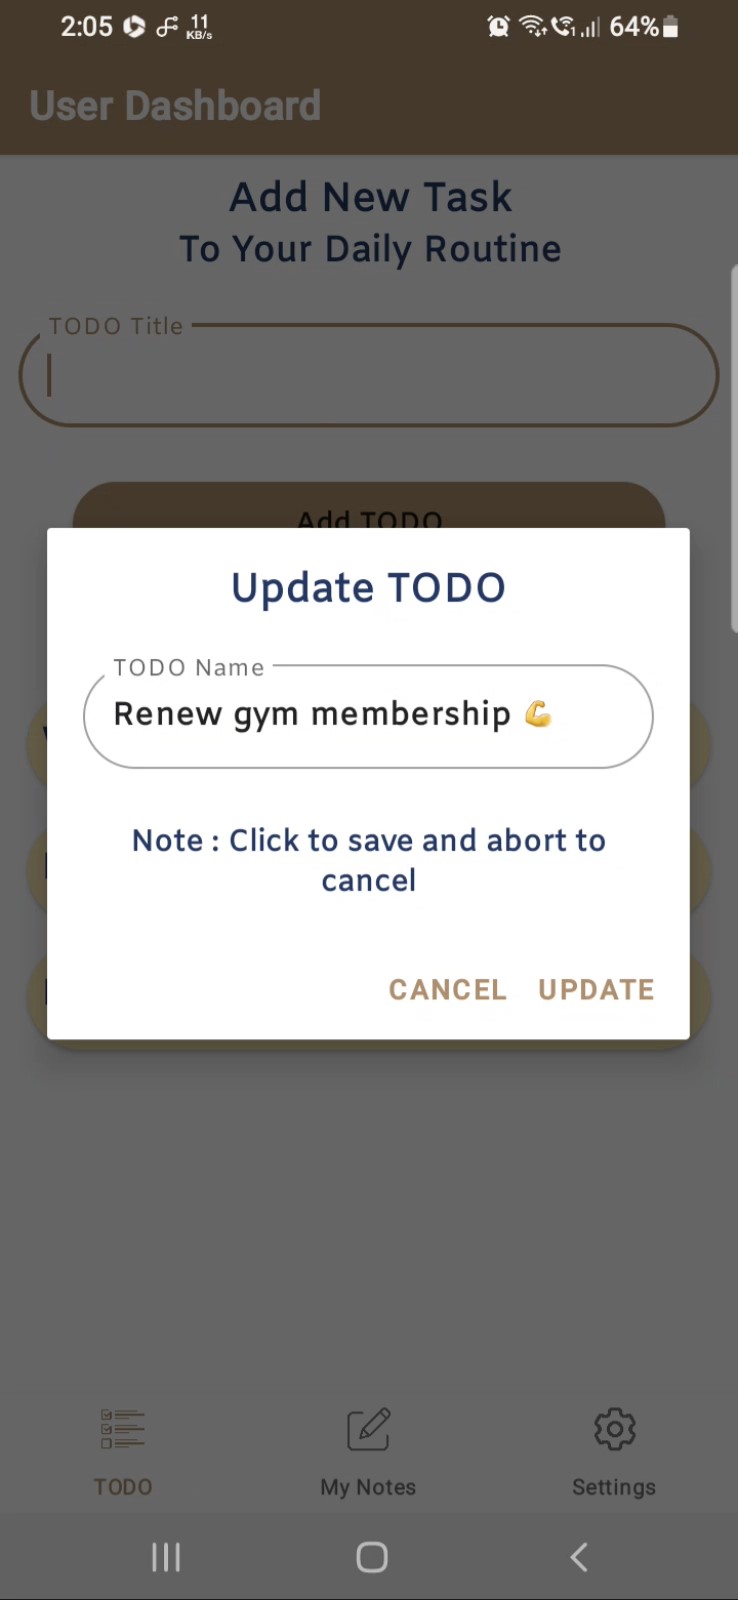 2:05 11 KB/s 64%
User Dashboard
Add New Task
To Your Daily Routine
TODO Title
Add TODO
Update TODO
TODO Name
Renew gym membership 💪
Note : Click to save and abort to
cancel
CANCEL UPDATE
TODO My Notes Settings